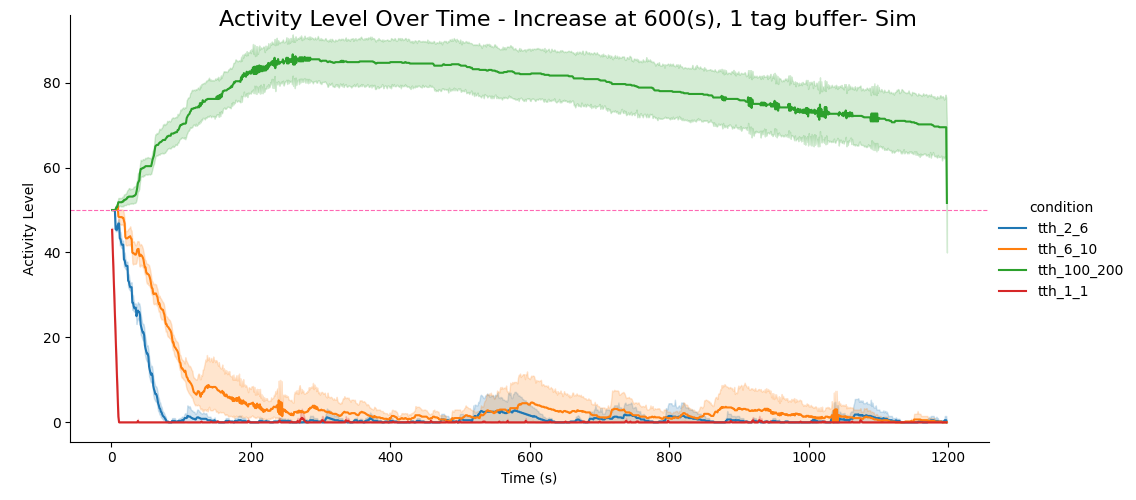 Activity Level Over Time - Increase at 600(s), 1 tag buffer- Sim
Activity Level
80
60
40
20
0
0 200 400 600 800 1000 1200
Time (s)
condition
tth_2_6
tth_6_10
tth_100_200
tth_1_1